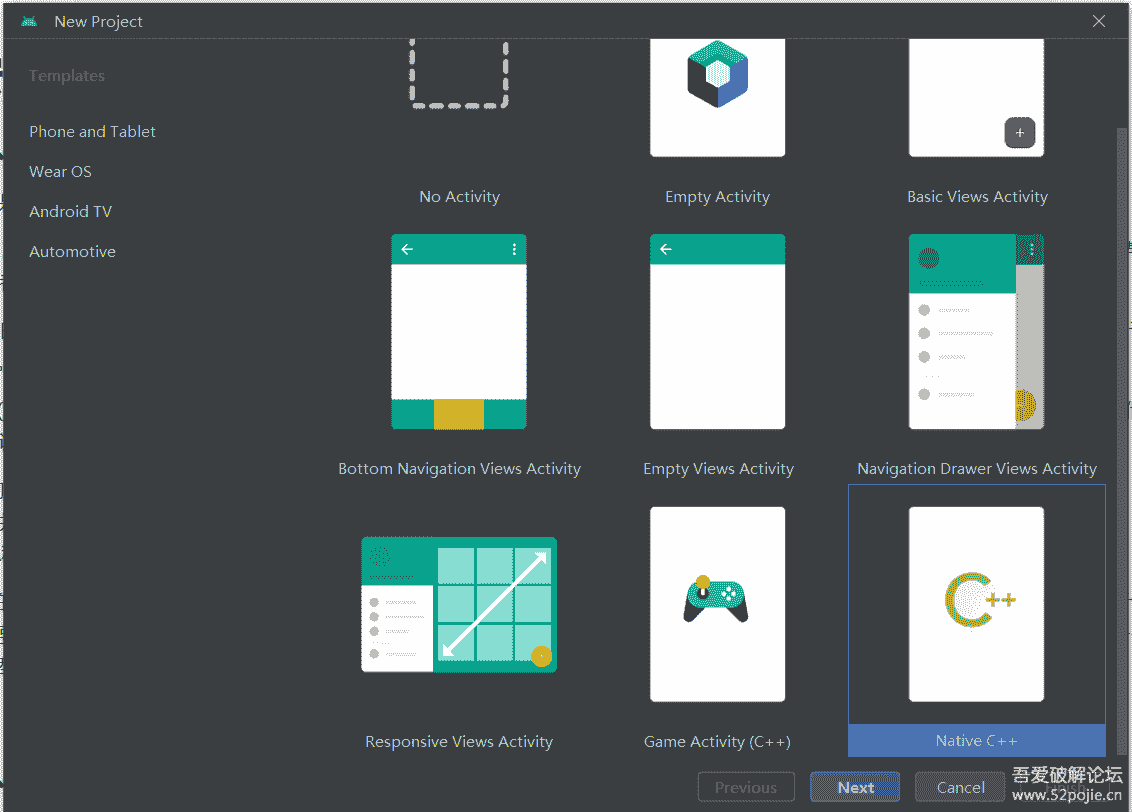 New Project
Templates
Phone and Tablet
Wear OS
Android TV
Automotive
No Activity
Empty Activity
Basic Views Activity
Bottom Navigation Views Activity
Empty Views Activity
Navigation Drawer Views Activity
C++
Responsive Views Activity
Game Activity (C++)
Native C++
Previous
Next
Cancel
Finish
吾爱破解论坛
www.52pojie.cn